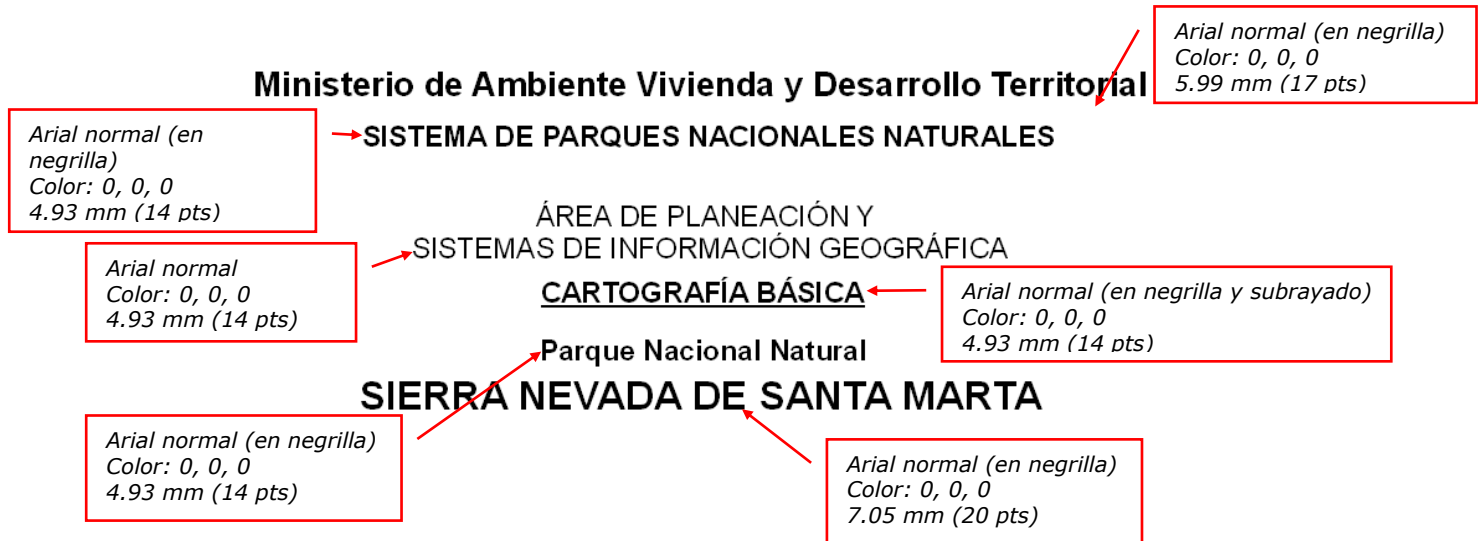 Arial normal (en negrilla)
Color: 0, 0, 0
5.99 mm (17 pts)
Ministerio de Ambiente Vivienda y Desarrollo Territorial
Arial normal (en
negrilla)
Color: 0, 0, 0
4.93 mm (14 pts)
SISTEMA DE PARQUES NACIONALES NATURALES
ÁREA DE PLANEACIÓN Y
SISTEMAS DE INFORMACIÓN GEOGRÁFICA
Arial normal
Color: 0, 0, 0
4.93 mm (14 pts)
CARTOGRAFÍA BÁSICA
Arial normal (en negrilla y subrayado)
Color: 0, 0, 0
4.93 mm (14 pts)
Parque Nacional Natural
SIERRA NEVADA DE SANTA MARTA
Arial normal (en negrilla)
Color: 0, 0, 0
4.93 mm (14 pts)
Arial normal (en negrilla)
Color: 0, 0, 0
7.05 mm (20 pts)